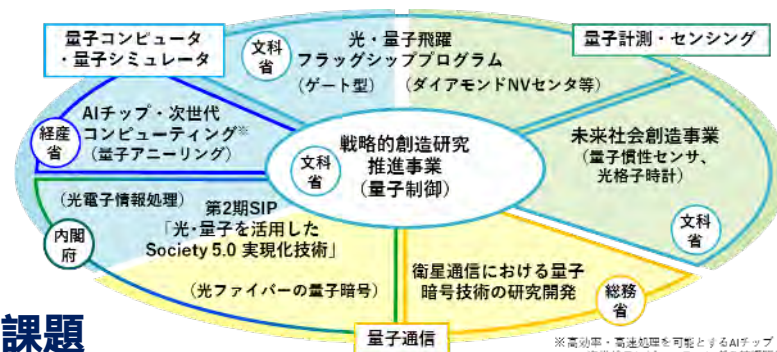 量子コンピュータ
・量子シミュレータ
文科
省
光・量子飛躍
フラッグシッププログラム
(ゲート型)
(ダイアモンドNVセンタ等)
量子計測・センシング
AIチップ・次世代
コンピューティング※
(量子アニーリング)
経産
省
文科
省
戦略的創造研究
推進事業
(量子制御)
未来社会創造事業
(量子慣性センサ、
光格子時計)
文科
省
(光電子情報処理)
内閣
府
第2期SIP
「光・量子を活用した
Society 5.0 実現化技術」
(光ファイバーの量子暗号)
衛星通信における量子
暗号技術の研究開発
総務
省
量子通信
課題
※高効率・高速処理を可能とするAIチップ